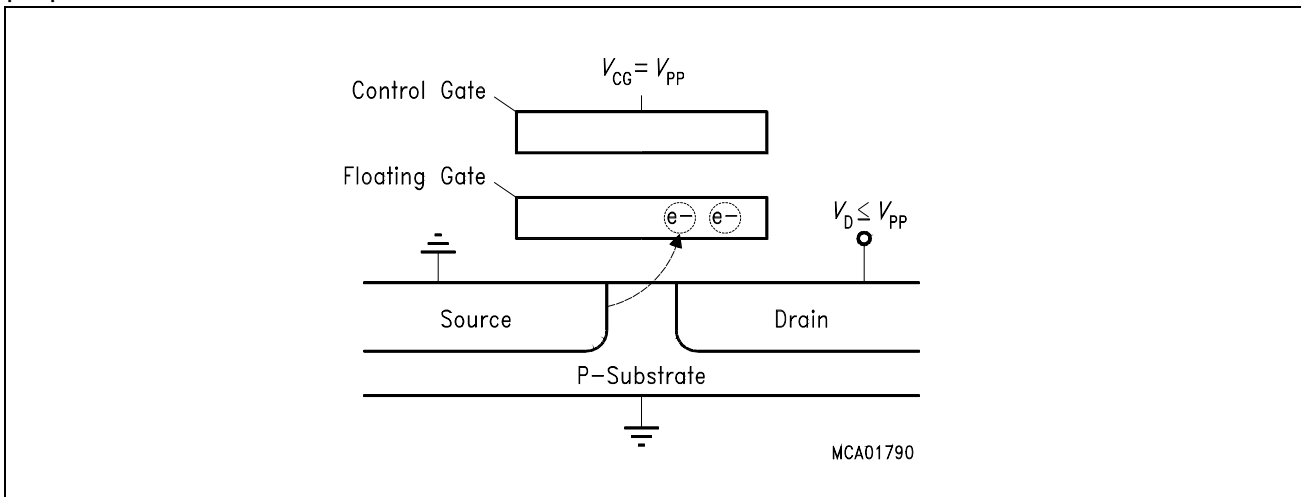 V_CG = V_PP
Control Gate
Floating Gate
e− e−
V_D ≤ V_PP
Source
Drain
P−Substrate
MCA01790